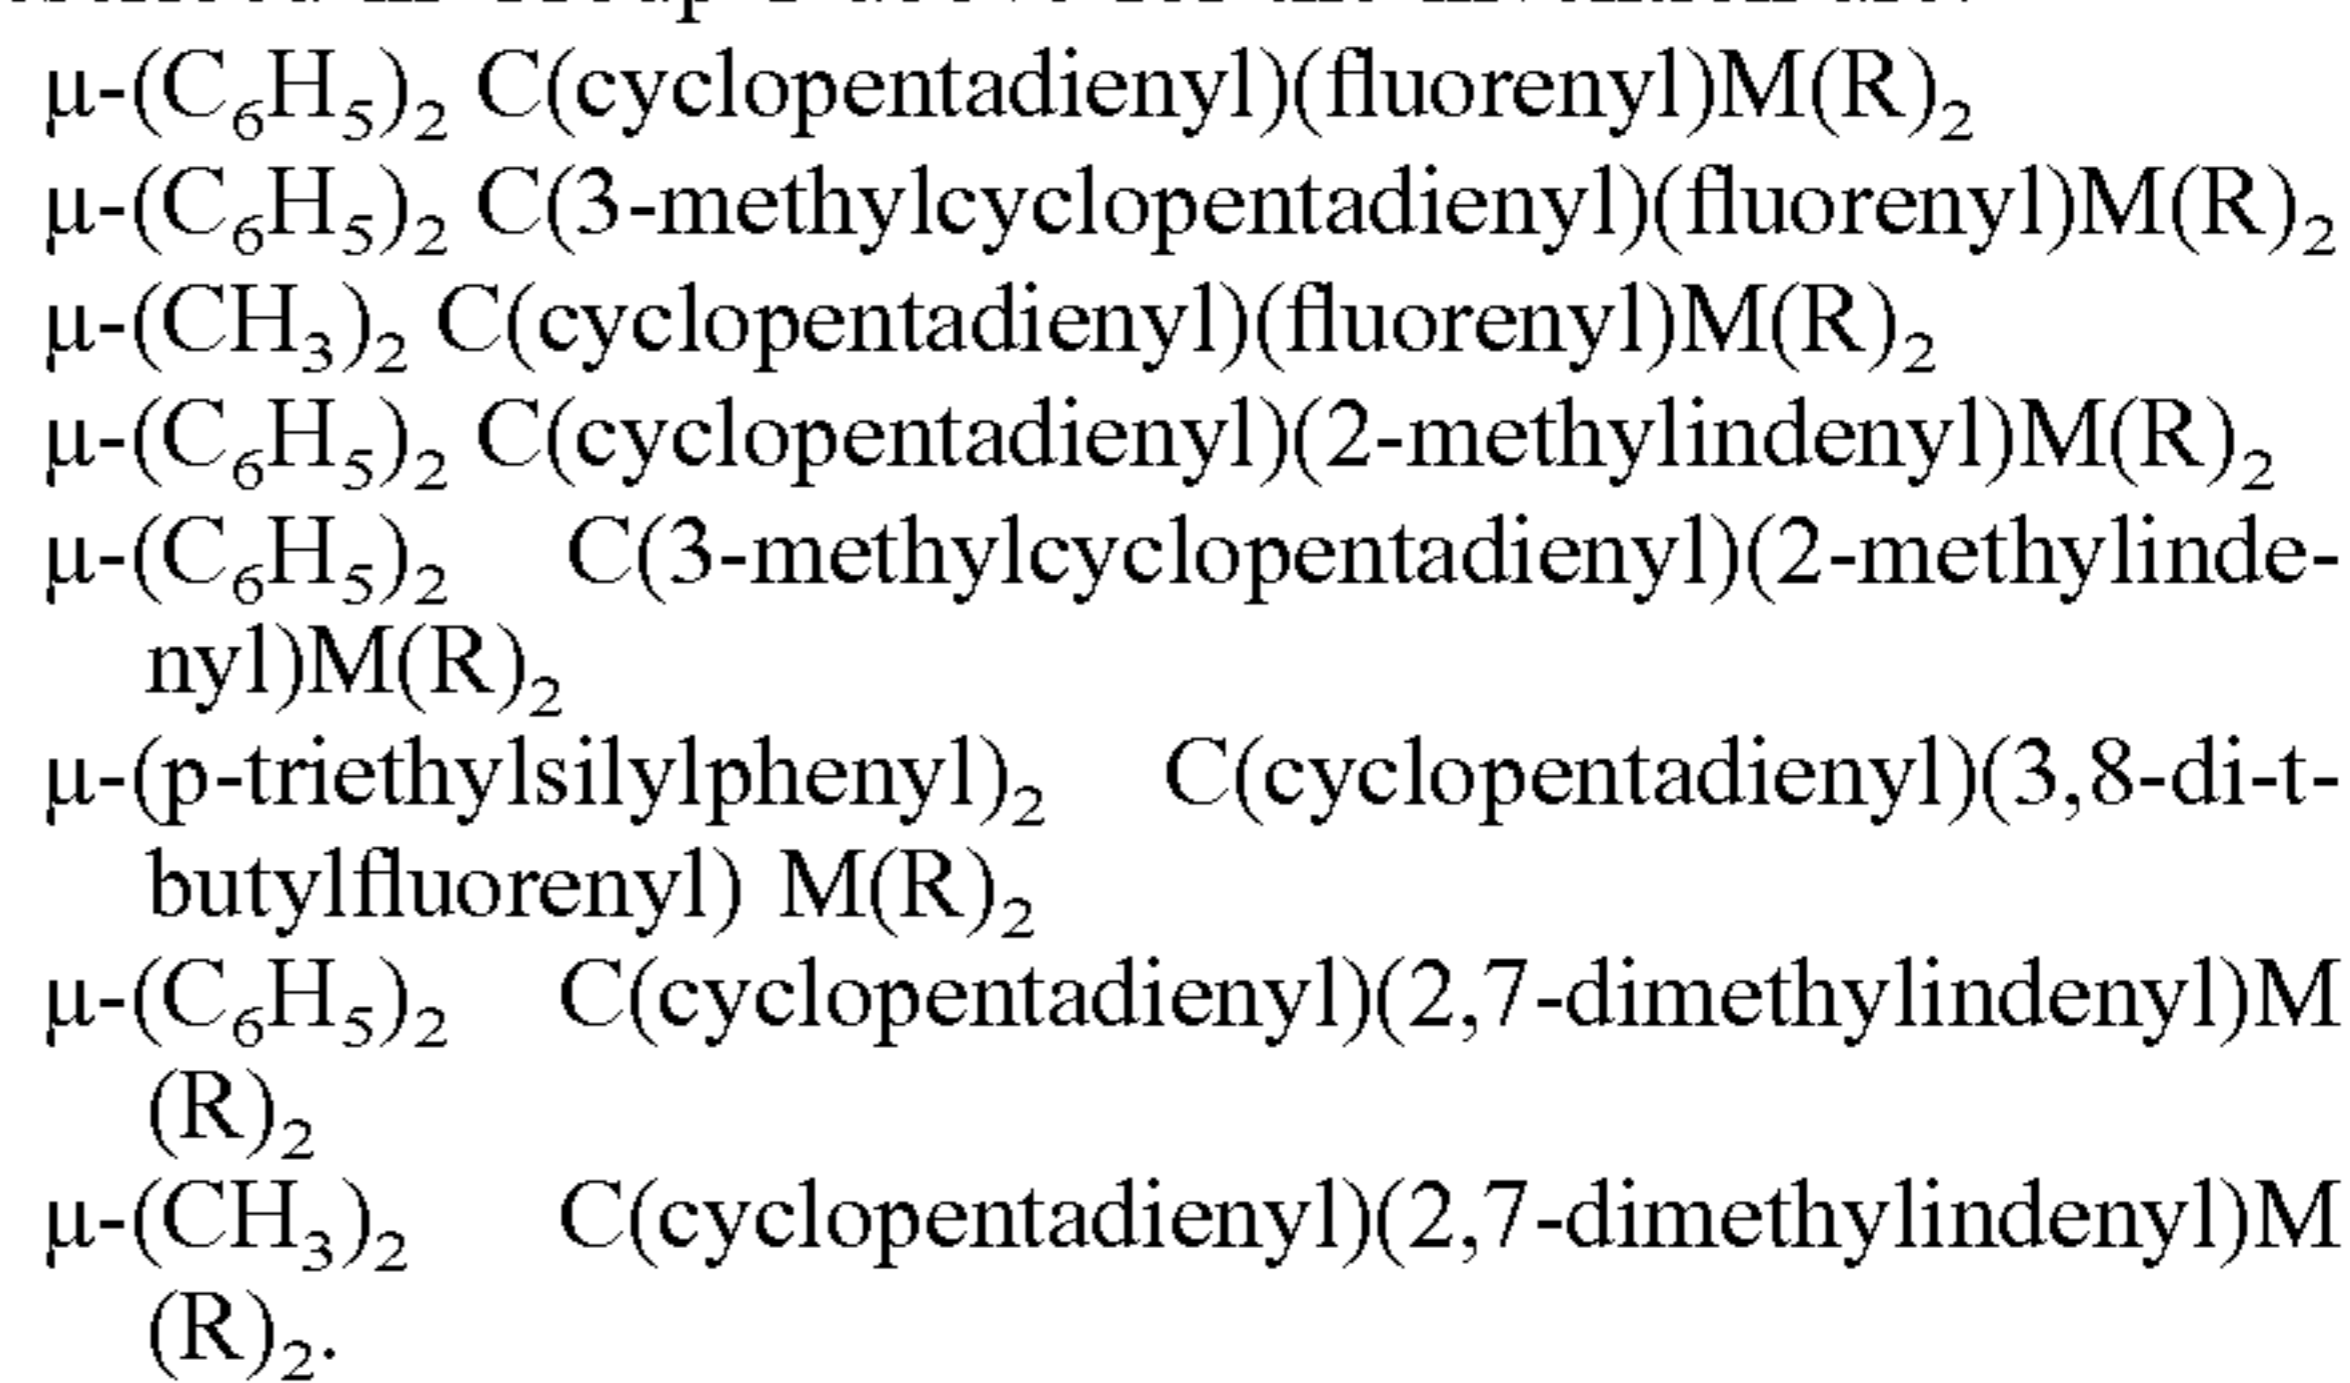 μ-(C₆H₅)₂ C(cyclopentadienyl)(fluorenyl)M(R)₂
μ-(C₆H₅)₂ C(3-methylcyclopentadienyl)(fluorenyl)M(R)₂
μ-(CH₃)₂ C(cyclopentadienyl)(fluorenyl)M(R)₂
μ-(C₆H₅)₂ C(cyclopentadienyl)(2-methylindenyl)M(R)₂
μ-(C₆H₅)₂ C(3-methylcyclopentadienyl)(2-methylinde-
nyl)M(R)₂
μ-(p-triethylsilylphenyl)₂ C(cyclopentadienyl)(3,8-di-t-
butylfluorenyl) M(R)₂
μ-(C₆H₅)₂ C(cyclopentadienyl)(2,7-dimethylindenyl)M
(R)₂
μ-(CH₃)₂ C(cyclopentadienyl)(2,7-dimethylindenyl)M
(R)₂.